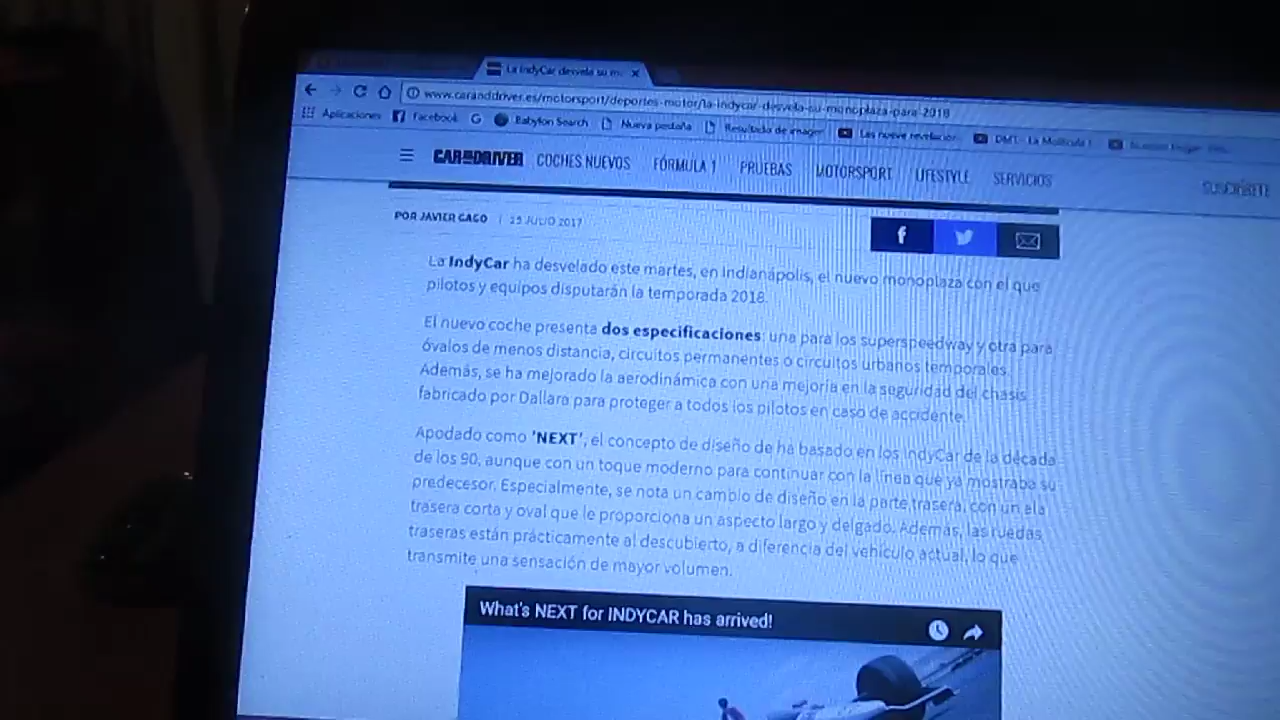 La IndyCar desvela su m
www.caranddriver.es/motorsport/deportes-motor/la-indycar-desvela-su-monoplaza-para-2018
Aplicaciones Facebook Babylon Search Nueva pestaña Resultado de imagen Las nueve revelacion DMT - La Molécula
CAR AND DRIVER COCHES NUEVOS FÓRMULA 1 PRUEBAS MOTORSPORT LIFESTYLE SERVICIOS SUSCRÍBETE
POR JAVIER GAGO | 25 JULIO 2017
La IndyCar ha desvelado este martes, en Indianápolis, el nuevo monoplaza con el que
pilotos y equipos disputarán la temporada 2018.
El nuevo coche presenta dos especificaciones: una para los superspeedway y otra para
óvalos de menos distancia, circuitos permanentes o circuitos urbanos temporales.
Además, se ha mejorado la aerodinámica con una mejoría en la seguridad del chasis
fabricado por Dallara para proteger a todos los pilotos en caso de accidente.
Apodado como 'NEXT', el concepto de diseño de ha basado en los IndyCar de la década
de los 90, aunque con un toque moderno para continuar con la línea que ya mostraba su
predecesor. Especialmente, se nota un cambio de diseño en la parte trasera, con un ala
trasera corta y oval que le proporciona un aspecto largo y delgado. Además, las ruedas
traseras están prácticamente al descubierto, a diferencia del vehículo actual, lo que
transmite una sensación de mayor volumen.
What's NEXT for INDYCAR has arrived!